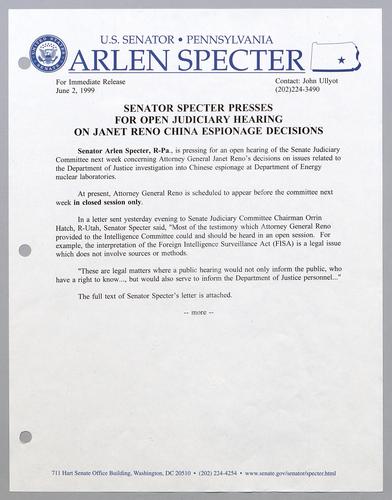 U.S. SENATOR • PENNSYLVANIA
ARLEN SPECTER
For Immediate Release
Contact: John Ullyot
June 2, 1999
(202)224-3490
SENATOR SPECTER PRESSES
FOR OPEN JUDICIARY HEARING
ON JANET RENO CHINA ESPIONAGE DECISIONS
Senator Arlen Specter, R-Pa., is pressing for an open hearing of the Senate Judiciary
Committee next week concerning Attorney General Janet Reno's decisions on issues related to
the Department of Justice investigation into Chinese espionage at Department of Energy
nuclear laboratories.
At present, Attorney General Reno is scheduled to appear before the committee next
week in closed session only.
In a letter sent yesterday evening to Senate Judiciary Committee Chairman Orrin
Hatch, R-Utah, Senator Specter said, "Most of the testimony which Attorney General Reno
provided to the Intelligence Committee could and should be heard in an open session. For
example, the interpretation of the Foreign Intelligence Surveillance Act (FISA) is a legal issue
which does not involve sources or methods.
"These are legal matters where a public hearing would not only inform the public, who
have a right to know..., but would also serve to inform the Department of Justice personnel..."
The full text of Senator Specter's letter is attached.
-- more --
711 Hart Senate Office Building, Washington, DC 20510 • (202) 224-4254 • www.senate.gov/senator/specter.html